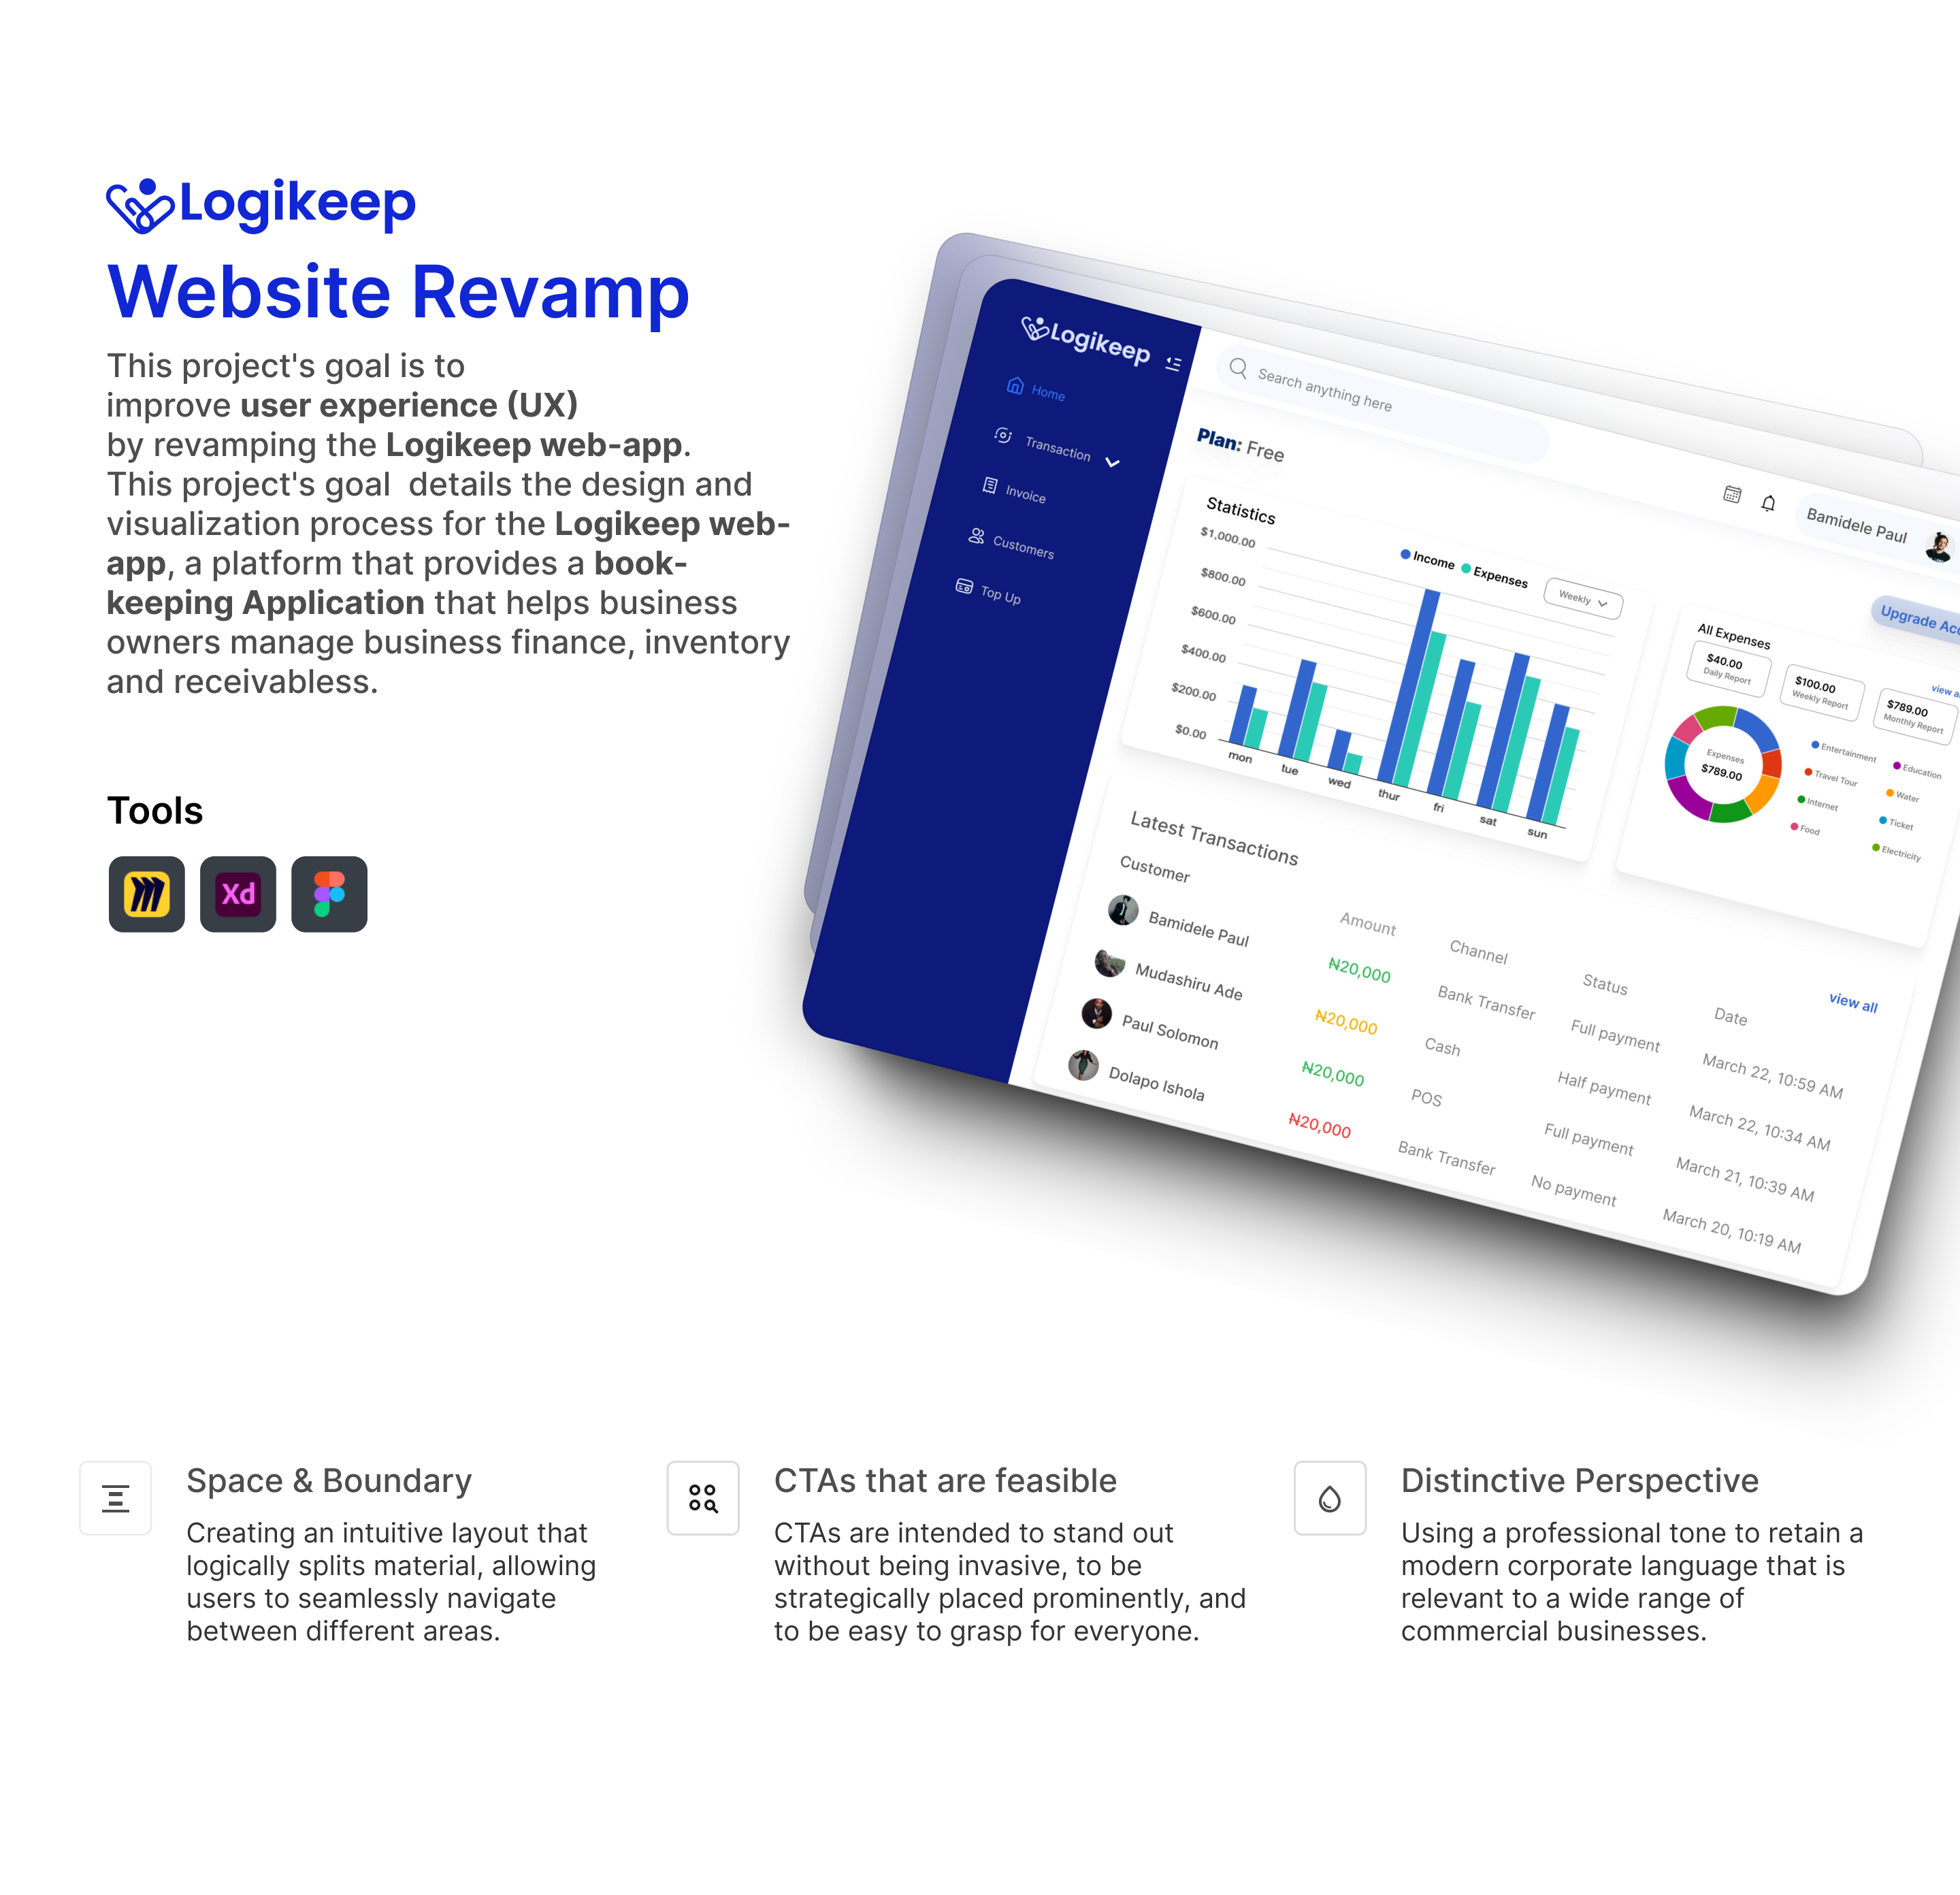 Logikeep
Website Revamp
This project's goal is to
improve user experience (UX)
by revamping the Logikeep web-app.
This project's goal  details the design and
visualization process for the Logikeep web-
app, a platform that provides a book-
keeping Application that helps business
owners manage business finance, inventory
and receivabless.
Tools
Xd
Logikeep
Home
Transaction
Invoice
Customers
Top Up
Search anything here
Bamidele Paul
Plan: Free
Upgrade Acc
Statistics
Income
Expenses
Weekly
$1,000.00
$800.00
$600.00
$400.00
$200.00
$0.00
mon
tue
wed
thur
fri
sat
sun
All Expenses
view al
$40.00
Daily Report
$100.00
Weekly Report
$789.00
Monthly Report
Expenses
$789.00
Entertainment
Education
Travel Tour
Water
Internet
Ticket
Food
Electricity
Latest Transactions
view all
Customer Amount Channel Status Date
Bamidele Paul ₦20,000 Bank Transfer Full payment March 22, 10:59 AM
Mudashiru Ade ₦20,000 Cash Half payment March 22, 10:34 AM
Paul Solomon ₦20,000 POS Full payment March 21, 10:39 AM
Dolapo Ishola ₦20,000 Bank Transfer No payment March 20, 10:19 AM
Space & Boundary
Creating an intuitive layout that
logically splits material, allowing
users to seamlessly navigate
between different areas.
CTAs that are feasible
CTAs are intended to stand out
without being invasive, to be
strategically placed prominently, and
to be easy to grasp for everyone.
Distinctive Perspective
Using a professional tone to retain a
modern corporate language that is
relevant to a wide range of
commercial businesses.